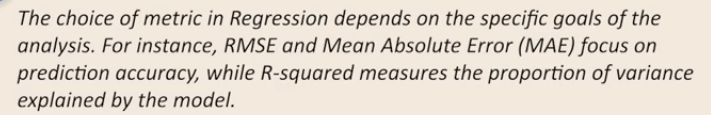 The choice of metric in Regression depends on the specific goals of the
analysis. For instance, RMSE and Mean Absolute Error (MAE) focus on
prediction accuracy, while R-squared measures the proportion of variance
explained by the model.